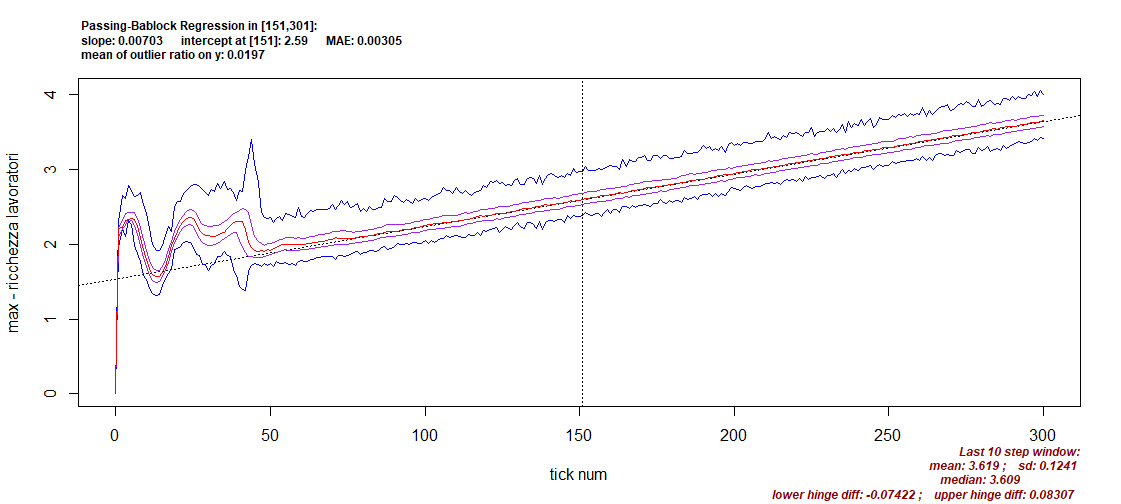 Passing-Bablock Regression in [151,301]:
slope: 0.00703 intercept at [151]: 2.59 MAE: 0.00305
mean of outlier ratio on y: 0.0197
max - ricchezza lavoratori
4
3
2
1
0
0 50 100 150 200 250 300
tick num
Last 10 step window:
mean: 3.619 ; sd: 0.1241
median: 3.609
lower hinge diff: -0.07422 ; upper hinge diff: 0.08307